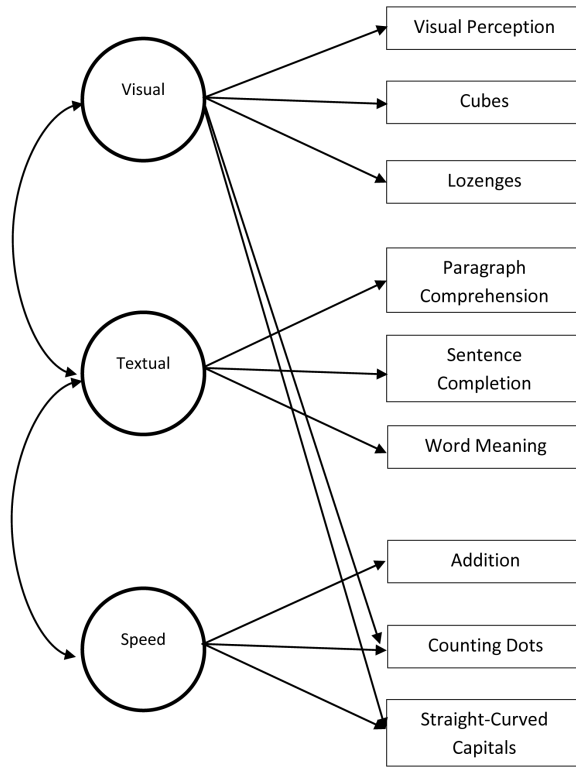 Visual
Visual Perception
Cubes
Lozenges
Textual
Paragraph
Comprehension
Sentence
Completion
Word Meaning
Speed
Addition
Counting Dots
Straight-Curved
Capitals